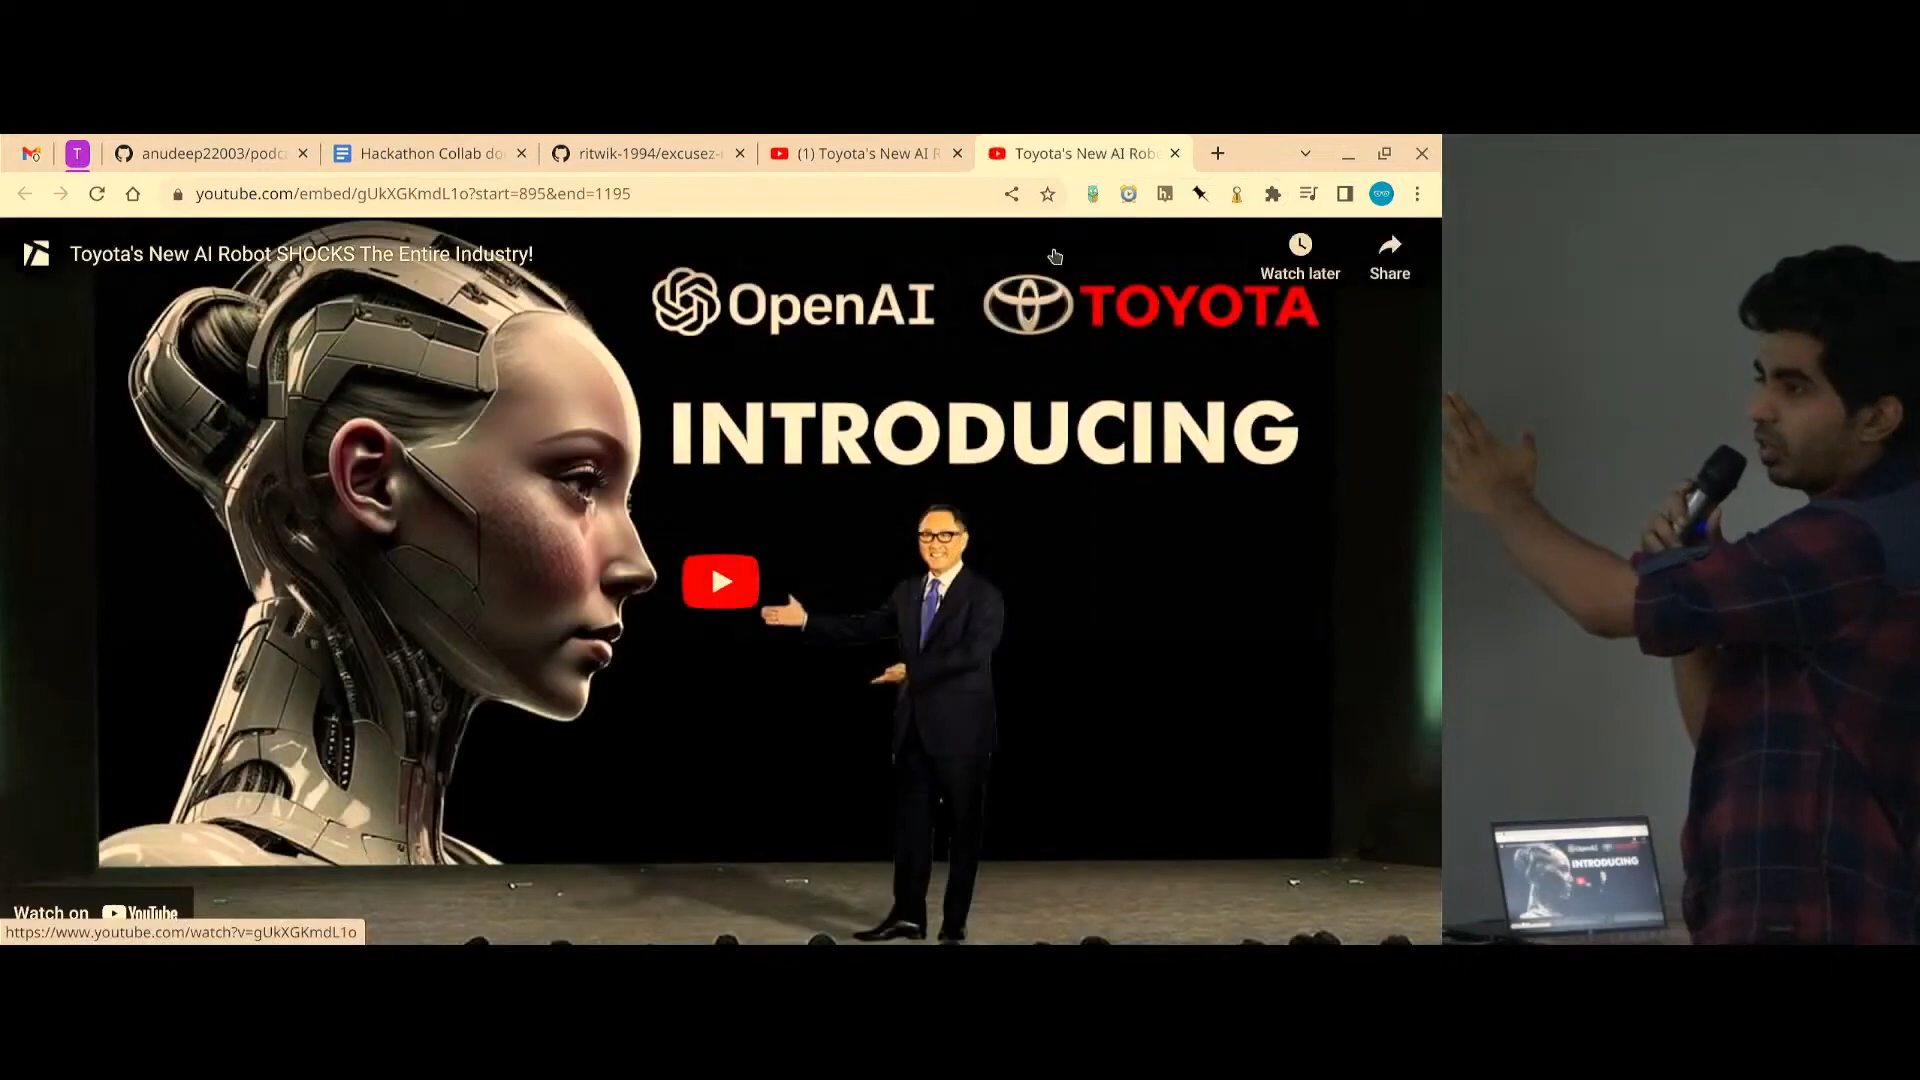 T
anudeep22003/podc
Hackathon Collab do
ritwik-1994/excusez-
(1) Toyota's New AI R
Toyota's New AI Rob
youtube.com/embed/gUkXGKmdL1o?start=895&end=1195
Toyota's New AI Robot SHOCKS The Entire Industry!
Watch later
Share
OpenAI
TOYOTA
INTRODUCING
Watch on YouTube
https://www.youtube.com/watch?v=gUkXGKmdL1o
OpenAI
INTRODUCING